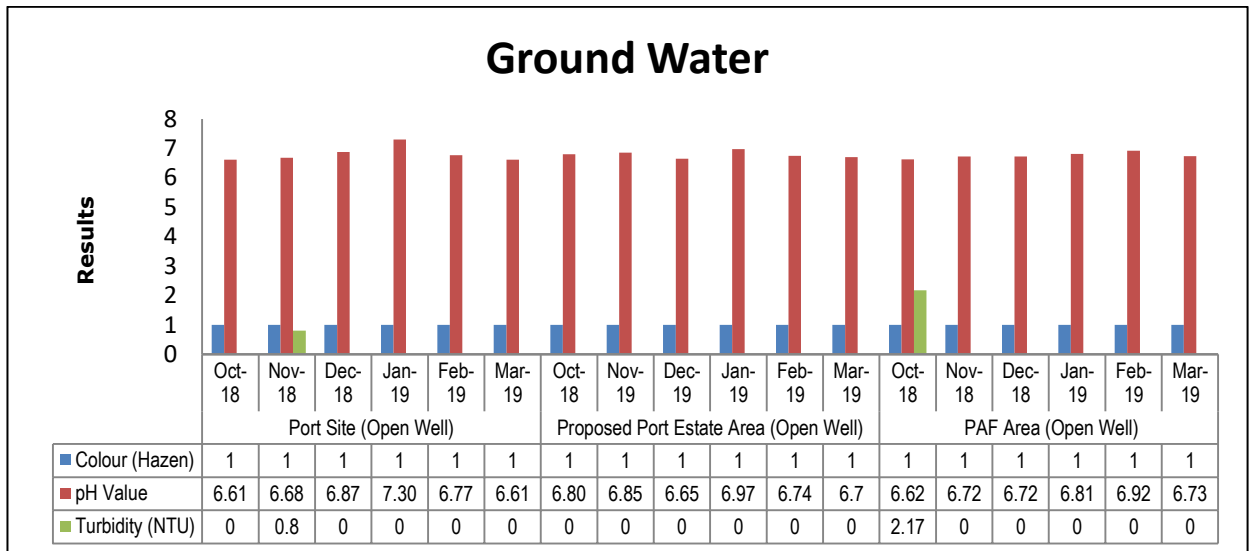 Ground Water
Results
8
7
6
5
4
3
2
1
0
Oct-18 Nov-18 Dec-18 Jan-19 Feb-19 Mar-19 Oct-18 Nov-19 Dec-19 Jan-19 Feb-19 Mar-19 Oct-18 Nov-18 Dec-18 Jan-19 Feb-19 Mar-19
Port Site (Open Well) Proposed Port Estate Area (Open Well) PAF Area (Open Well)
Colour (Hazen) 1 1 1 1 1 1 1 1 1 1 1 1 1 1 1 1 1 1
pH Value 6.61 6.68 6.87 7.30 6.77 6.61 6.80 6.85 6.65 6.97 6.74 6.7 6.62 6.72 6.72 6.81 6.92 6.73
Turbidity (NTU) 0 0.8 0 0 0 0 0 0 0 0 0 0 2.17 0 0 0 0 0